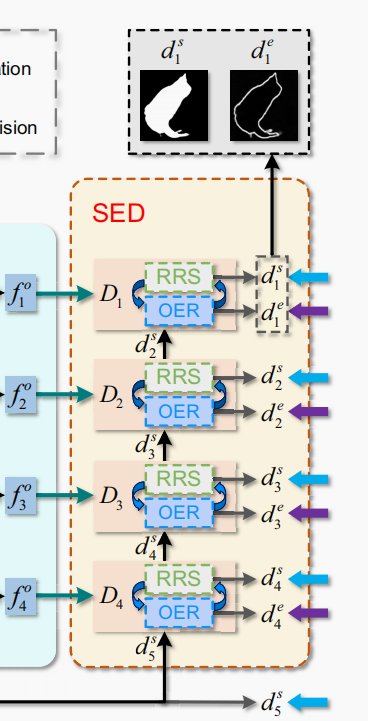 d₁ˢ d₁ᵉ
ation
ision
SED
f₁ᵒ D₁ RRS d₁ˢ
OER d₁ᵉ
d₂ˢ
f₂ᵒ D₂ RRS d₂ˢ
OER d₂ᵉ
d₃ˢ
f₃ᵒ D₃ RRS d₃ˢ
OER d₃ᵉ
d₄ˢ
f₄ᵒ D₄ RRS d₄ˢ
OER d₄ᵉ
d₅ˢ
d₅ˢ